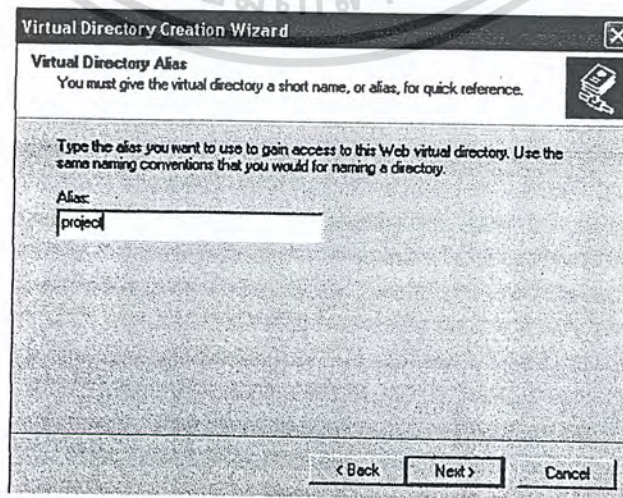 Virtual Directory Creation Wizard
Virtual Directory Alias
You must give the virtual directory a short name, or alias, for quick reference.
Type the alias you want to use to gain access to this Web virtual directory. Use the
same naming conventions that you would for naming a directory.
Alias:
project
< Back
Next >
Cancel